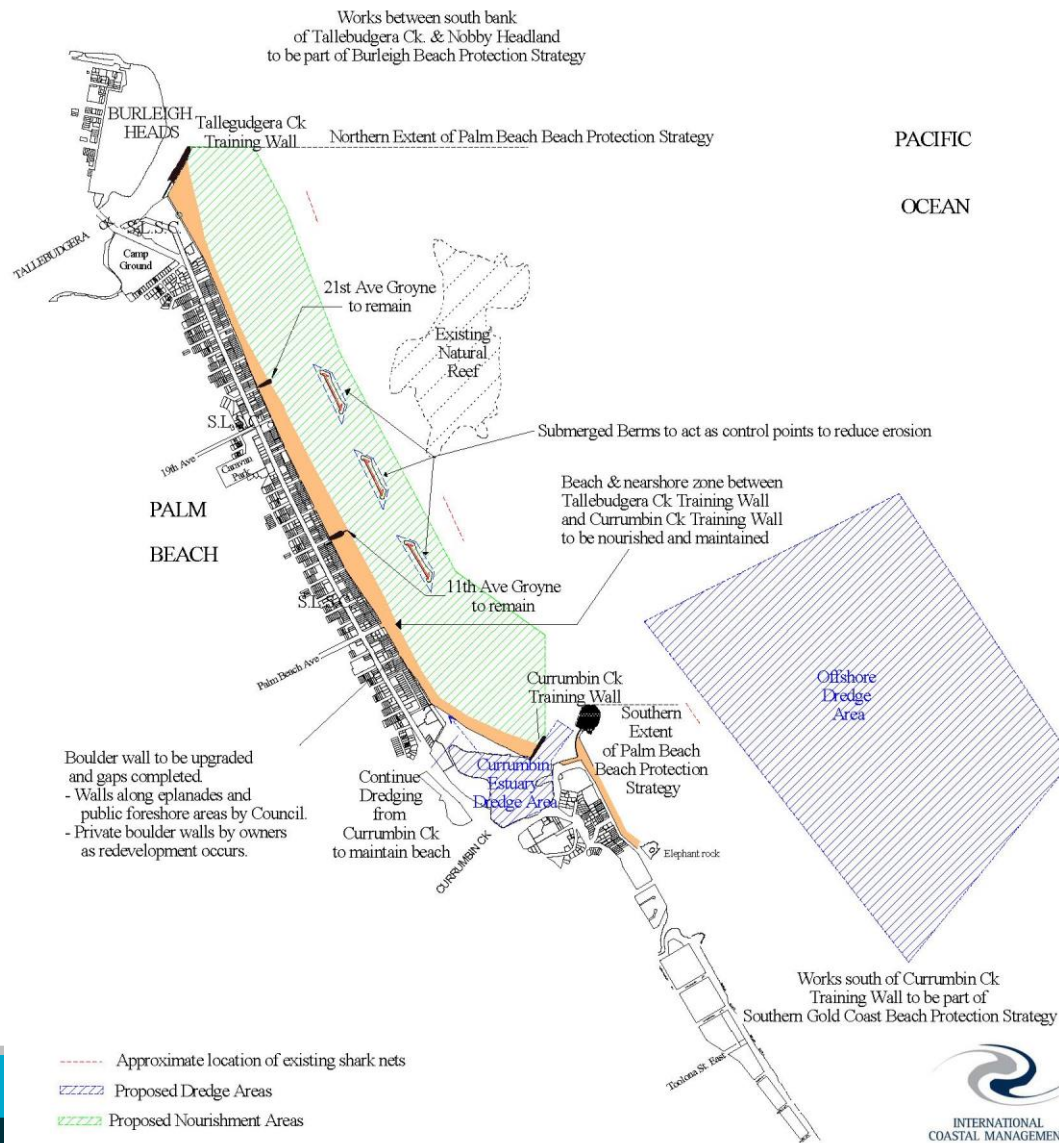 Works between south bank
of Tallebudgera Ck. & Nobby Headland
to be part of Burleigh Beach Protection Strategy
BURLEIGH
HEADS
Tallegudgera Ck
Training Wall
Northern Extent of Palm Beach Beach Protection Strategy
PACIFIC
OCEAN
TALLEBUDGERA CK
S.L.S.C
Camp
Ground
21st Ave Groyne
to remain
Existing
Natural
Reef
S.L.S.C
19th Ave
Caravan
Park
Submerged Berms to act as control points to reduce erosion
Beach & nearshore zone between
Tallebudgera Ck Training Wall
and Currumbin Ck Training Wall
to be nourished and maintained
PALM
BEACH
11th Ave Groyne
to remain
S.L.S.
Palm Beach Ave
Offshore
Dredge
Area
Currumbin Ck
Training Wall
Southern
Extent
of Palm Beach
Beach Protection
Strategy
Boulder wall to be upgraded
and gaps completed.
- Walls along eplanades and
public foreshore areas by Council.
- Private boulder walls by owners
as redevelopment occurs.
Continue
Dredging
from
Currumbin Ck
to maintain beach
Currumbin
Estuary
Dredge Area
CURRUMBIN CK
Elephant rock
Works south of Currumbin Ck
Training Wall to be part of
Southern Gold Coast Beach Protection Strategy
Toolona St. East
Approximate location of existing shark nets
Proposed Dredge Areas
Proposed Nourishment Areas
INTERNATIONAL
COASTAL MANAGEMEN